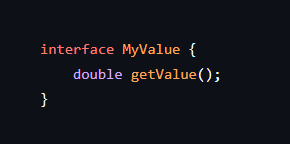 interface MyValue {
    double getValue();
}